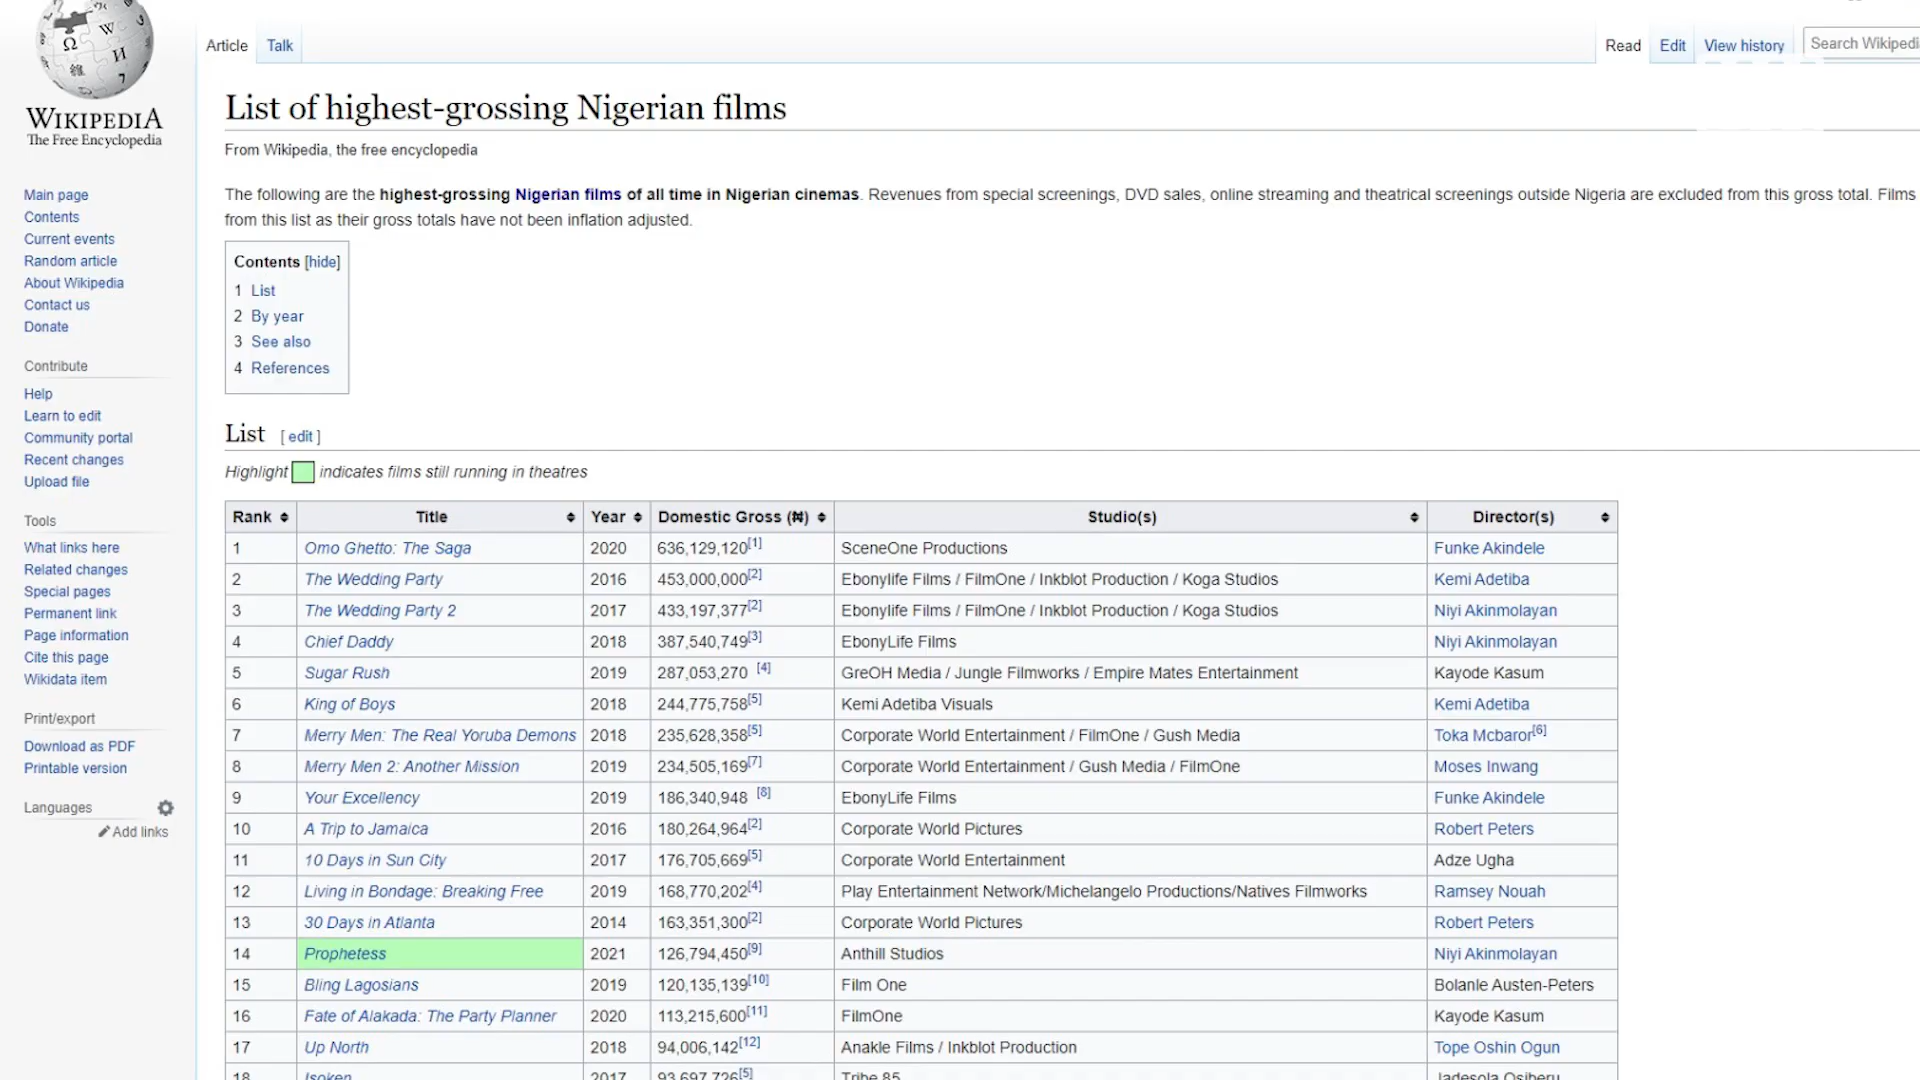 WIKIPEDIA
The Free Encyclopedia
Main page
Contents
Current events
Random article
About Wikipedia
Contact us
Donate
Contribute
Help
Learn to edit
Community portal
Recent changes
Upload file
Tools
What links here
Related changes
Special pages
Permanent link
Page information
Cite this page
Wikidata item
Print/export
Download as PDF
Printable version
Languages
Add links
Article Talk
Read Edit View history Search Wikipedi
List of highest-grossing Nigerian films
From Wikipedia, the free encyclopedia
The following are the highest-grossing Nigerian films of all time in Nigerian cinemas. Revenues from special screenings, DVD sales, online streaming and theatrical screenings outside Nigeria are excluded from this gross total. Films
from this list as their gross totals have not been inflation adjusted.
Contents [hide]
1 List
2 By year
3 See also
4 References
List [ edit ]
Highlight indicates films still running in theatres
Rank Title Year Domestic Gross (₦) Studio(s) Director(s)
1 Omo Ghetto: The Saga 2020 636,129,120[1] SceneOne Productions Funke Akindele
2 The Wedding Party 2016 453,000,000[2] Ebonylife Films / FilmOne / Inkblot Production / Koga Studios Kemi Adetiba
3 The Wedding Party 2 2017 433,197,377[2] Ebonylife Films / FilmOne / Inkblot Production / Koga Studios Niyi Akinmolayan
4 Chief Daddy 2018 387,540,749[3] EbonyLife Films Niyi Akinmolayan
5 Sugar Rush 2019 287,053,270 [4] GreOH Media / Jungle Filmworks / Empire Mates Entertainment Kayode Kasum
6 King of Boys 2018 244,775,758[5] Kemi Adetiba Visuals Kemi Adetiba
7 Merry Men: The Real Yoruba Demons 2018 235,628,358[5] Corporate World Entertainment / FilmOne / Gush Media Toka Mcbaror[6]
8 Merry Men 2: Another Mission 2019 234,505,169[7] Corporate World Entertainment / Gush Media / FilmOne Moses Inwang
9 Your Excellency 2019 186,340,948 [8] EbonyLife Films Funke Akindele
10 A Trip to Jamaica 2016 180,264,964[2] Corporate World Pictures Robert Peters
11 10 Days in Sun City 2017 176,705,669[5] Corporate World Entertainment Adze Ugha
12 Living in Bondage: Breaking Free 2019 168,770,202[4] Play Entertainment Network/Michelangelo Productions/Natives Filmworks Ramsey Nouah
13 30 Days in Atlanta 2014 163,351,300[2] Corporate World Pictures Robert Peters
14 Prophetess 2021 126,794,450[9] Anthill Studios Niyi Akinmolayan
15 Bling Lagosians 2019 120,135,139[10] Film One Bolanle Austen-Peters
16 Fate of Alakada: The Party Planner 2020 113,215,600[11] FilmOne Kayode Kasum
17 Up North 2018 94,006,142[12] Anakle Films / Inkblot Production Tope Oshin Ogun
18 Isoken 2017 93,697,726[5] Tribe 85 Jadesola Osiberu